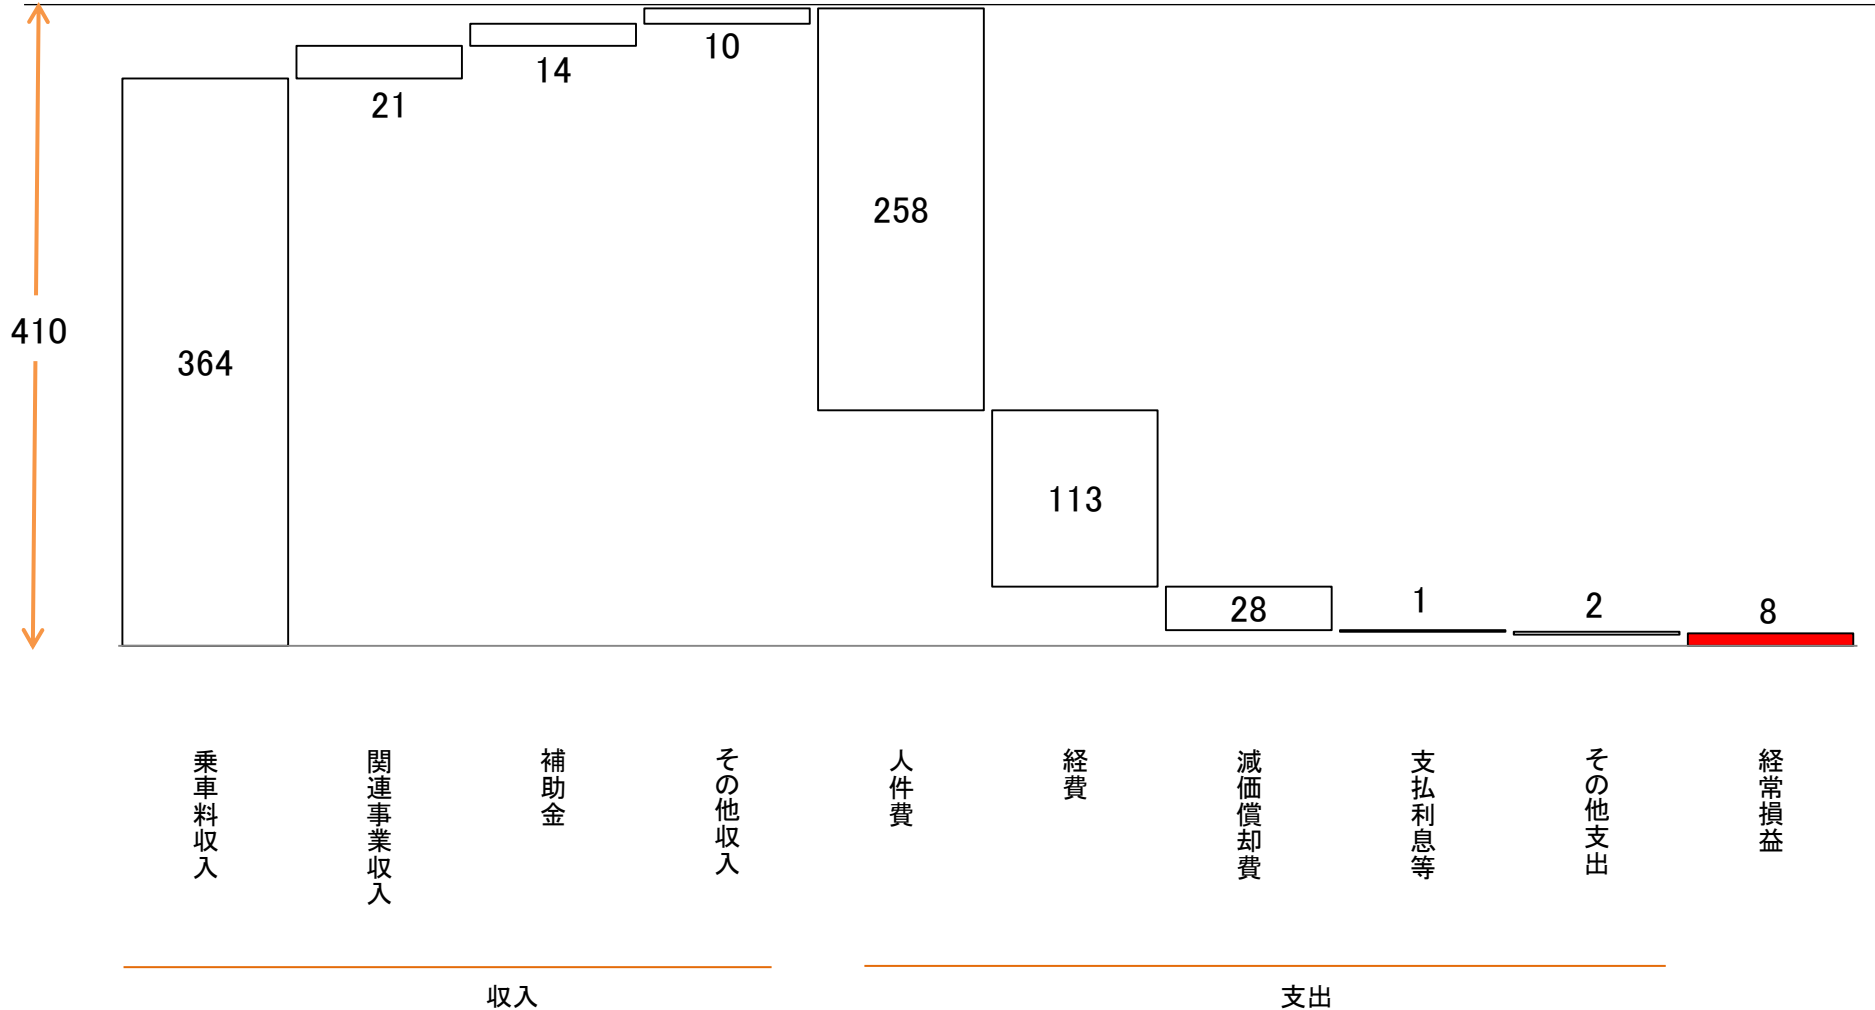 10
14
21
258
410
364
113
28
1
2
8
乗車料収入
関連事業収入
補助金
その他収入
人件費
経費
減価償却費
支払利息等
その他支出
経常損益
収入
支出